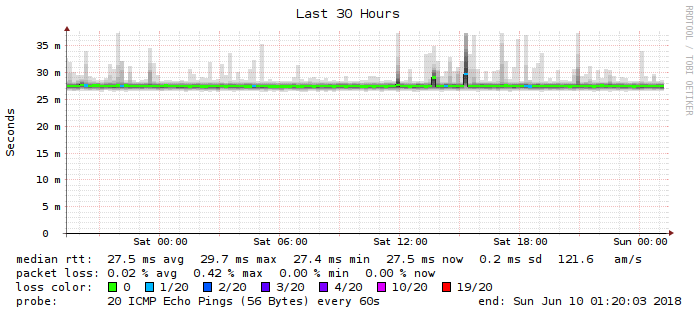 Last 30 Hours
RRDTOOL / TOBI OETIKER
Seconds
35 m
30 m
25 m
20 m
15 m
10 m
5 m
0
Sat 00:00 Sat 06:00 Sat 12:00 Sat 18:00 Sun 00:00
median rtt: 27.5 ms avg 29.7 ms max 27.4 ms min 27.5 ms now 0.2 ms sd 121.6 am/s
packet loss: 0.02 % avg 0.42 % max 0.00 % min 0.00 % now
loss color: 0 1/20 2/20 3/20 4/20 10/20 19/20
probe: 20 ICMP Echo Pings (56 Bytes) every 60s end: Sun Jun 10 01:20:03 2018